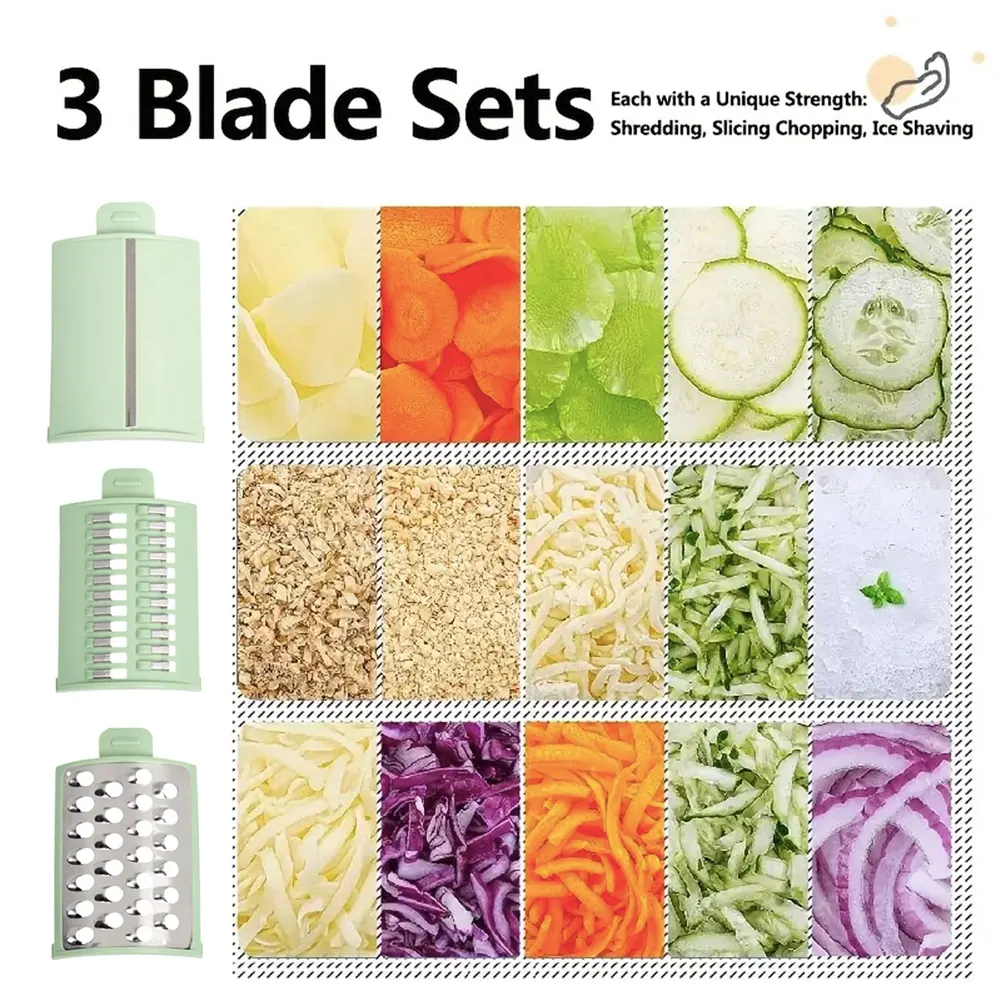 3 Blade Sets
Each with a Unique Strength:
Shredding, Slicing Chopping, Ice Shaving